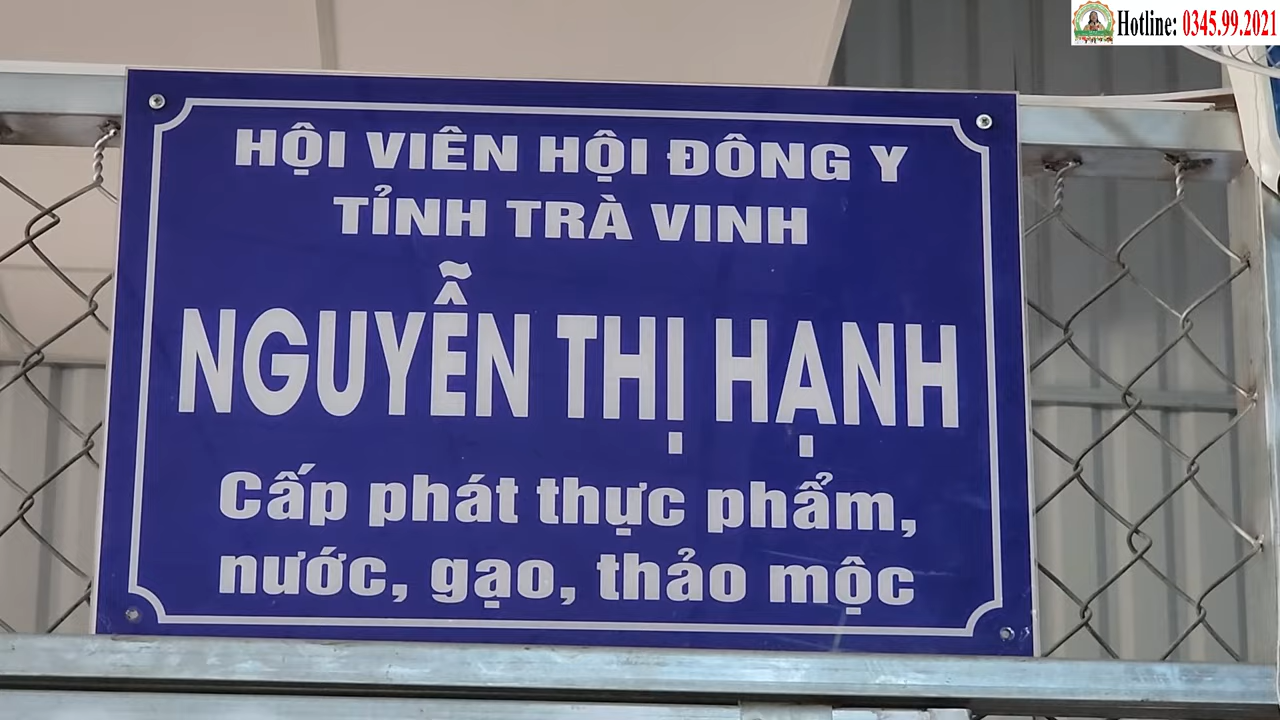 Hotline: 0345.99.2021
HỘI VIÊN HỘI ĐÔNG Y
TỈNH TRÀ VINH
NGUYỄN THỊ HẠNH
Cấp phát thực phẩm,
nước, gạo, thảo mộc